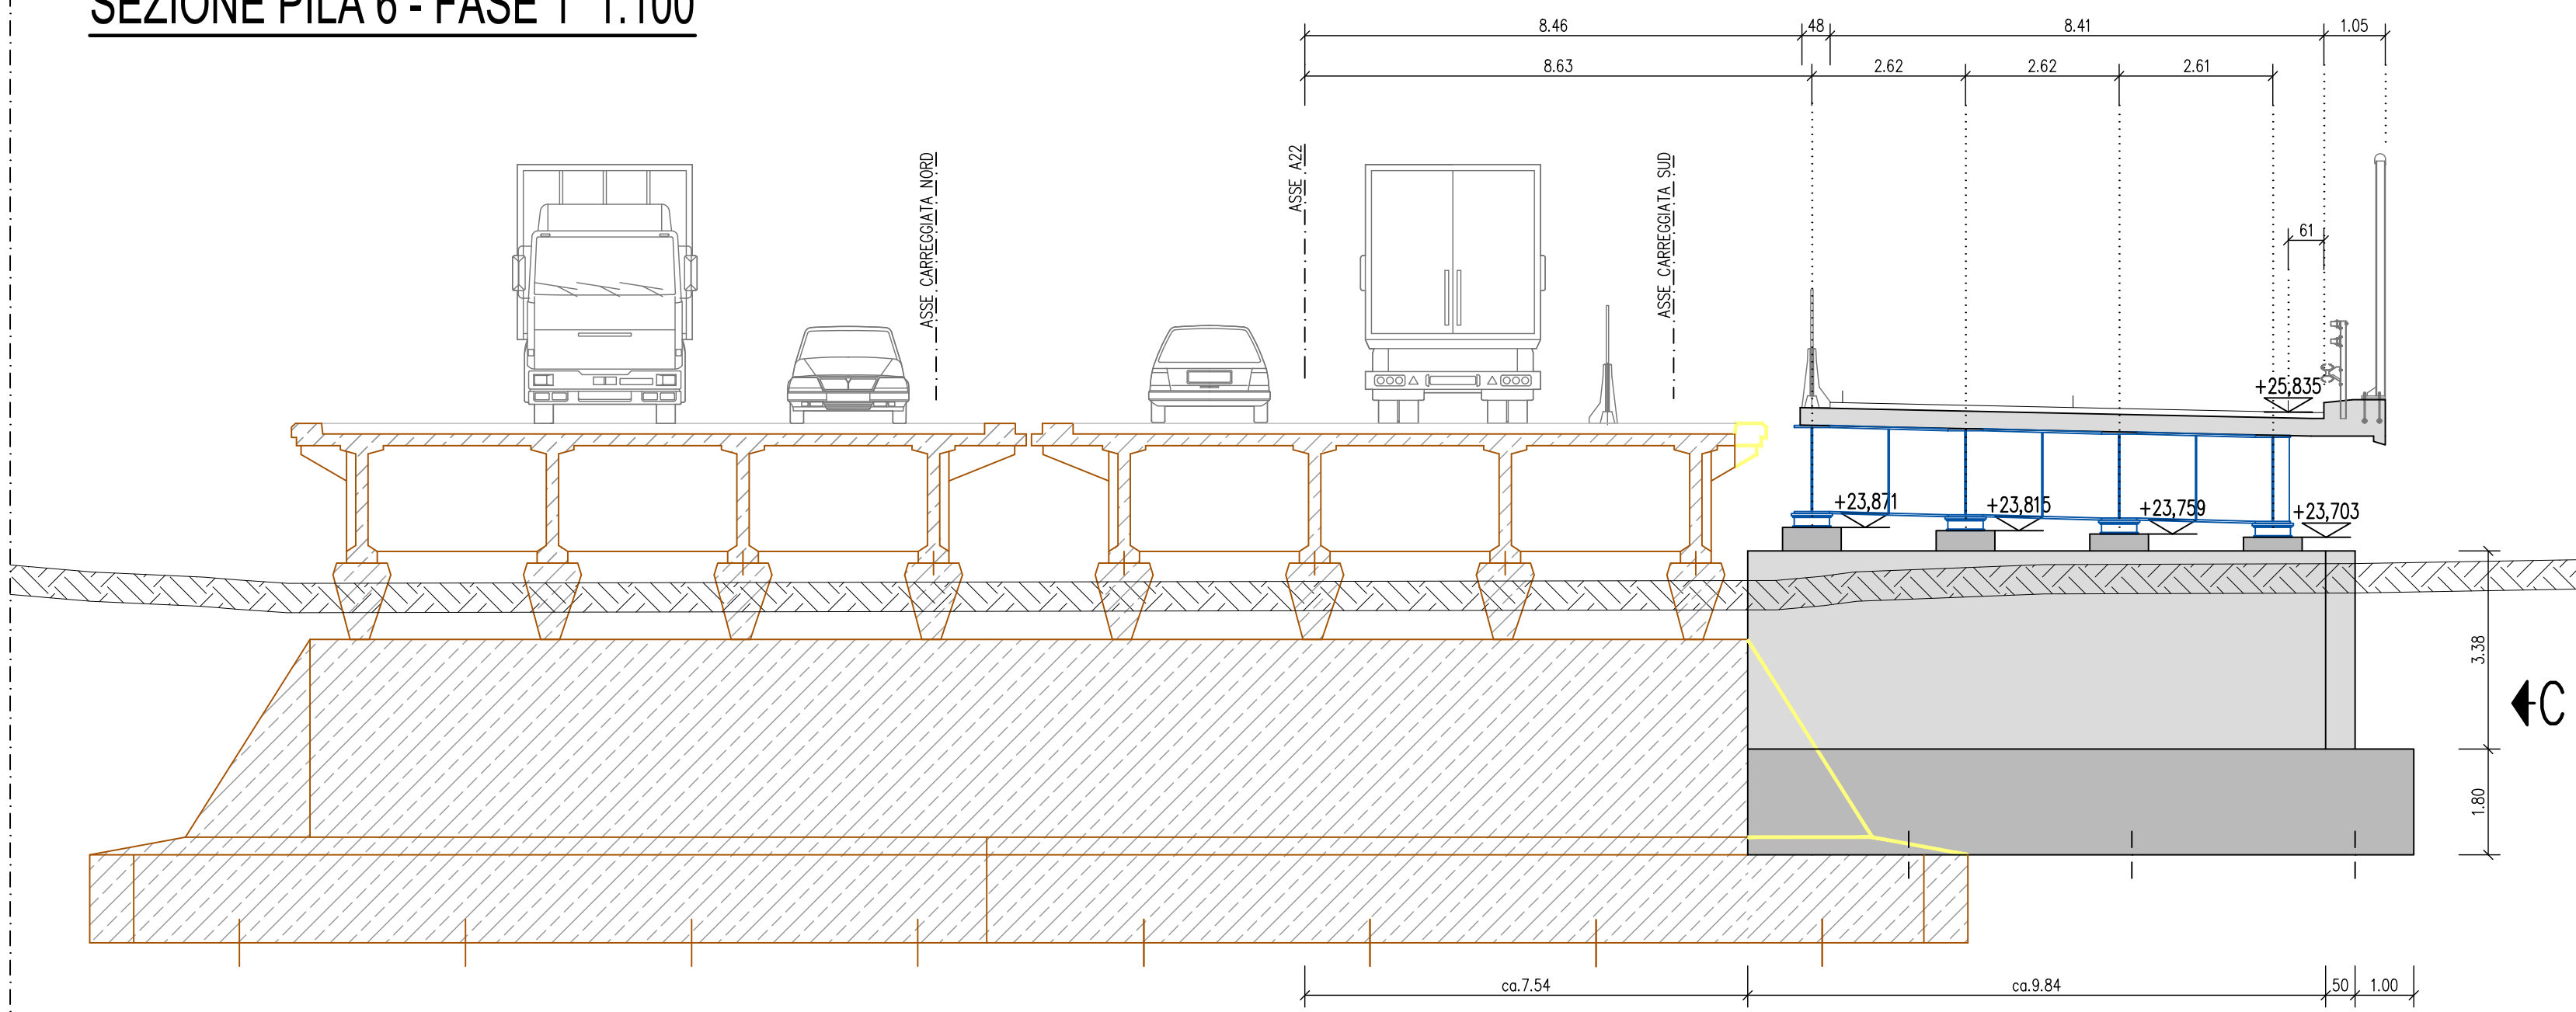 SEZIONE PILA 6 - FASE 1 1:100
8.46 48 8.41 1.05
8.63 2.62 2.62 2.61
ASSE CARREGGIATA NORD
ASSE A22
ASSE CARREGGIATA SUD
61
+25,835
+23,871 +23,815 +23,759 +23,703
3.38
C
1.80
ca.7.54 ca.9.84 50 1.00